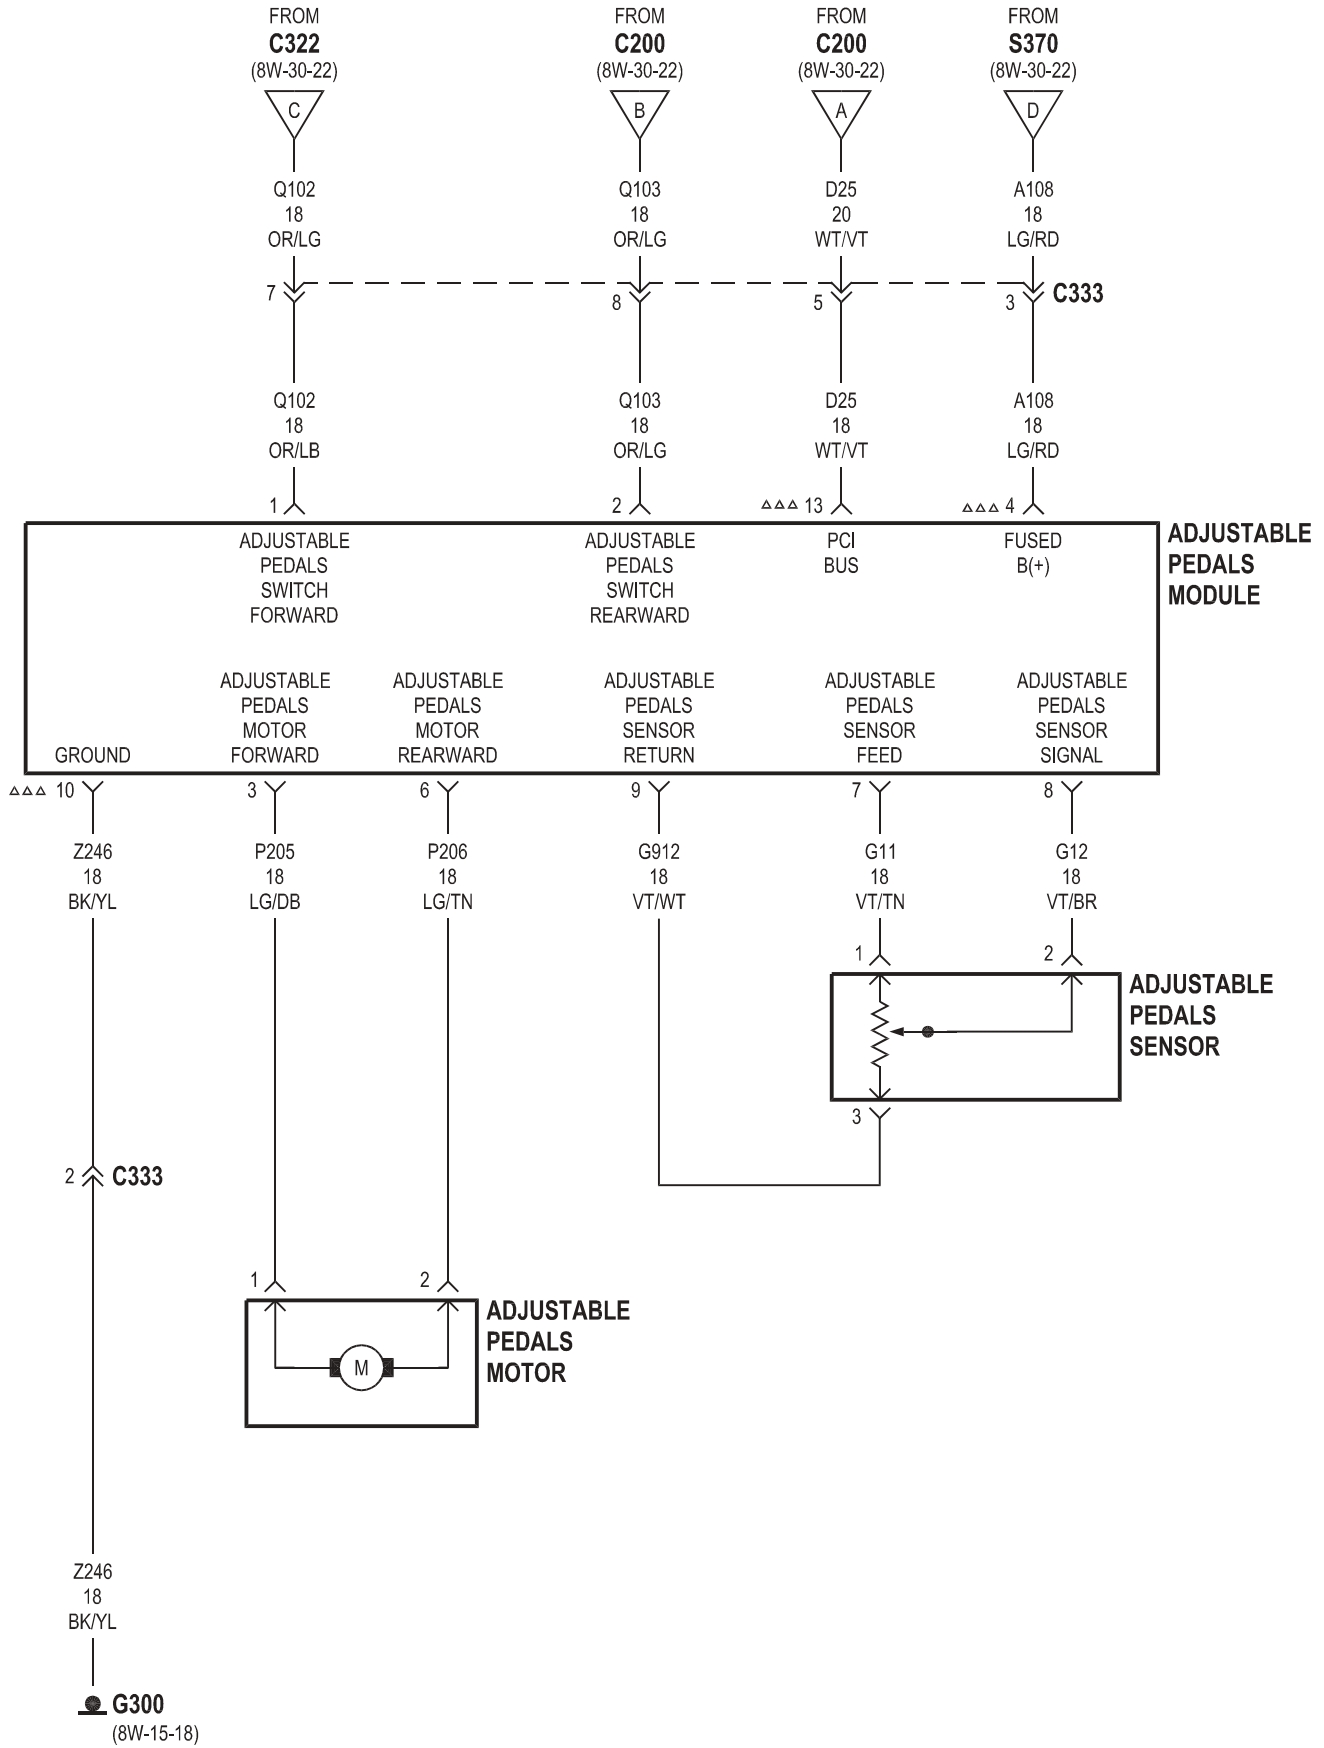 FROM FROM FROM FROM
C322 C200 C200 S370
(8W-30-22) (8W-30-22) (8W-30-22) (8W-30-22)
C B A D
Q102 Q103 D25 A108
18 18 20 18
OR/LG OR/LG WT/VT LG/RD
7 8 5 3 C333
Q102 Q103 D25 A108
18 18 18 18
OR/LB OR/LG WT/VT LG/RD
1 2 △△△ 13 △△△ 4
ADJUSTABLE ADJUSTABLE PCI FUSED
PEDALS PEDALS BUS B(+)
SWITCH SWITCH
FORWARD REARWARD
ADJUSTABLE
PEDALS
MODULE
ADJUSTABLE ADJUSTABLE ADJUSTABLE ADJUSTABLE ADJUSTABLE
PEDALS PEDALS PEDALS PEDALS PEDALS
MOTOR MOTOR SENSOR SENSOR SENSOR
GROUND FORWARD REARWARD RETURN FEED SIGNAL
△△△ 10 3 6 9 7 8
Z246 P205 P206 G912 G11 G12
18 18 18 18 18 18
BK/YL LG/DB LG/TN VT/WT VT/TN VT/BR
1 2
ADJUSTABLE
PEDALS
SENSOR
3
2 C333
1 2
ADJUSTABLE
PEDALS
MOTOR
M
Z246
18
BK/YL
G300
(8W-15-18)